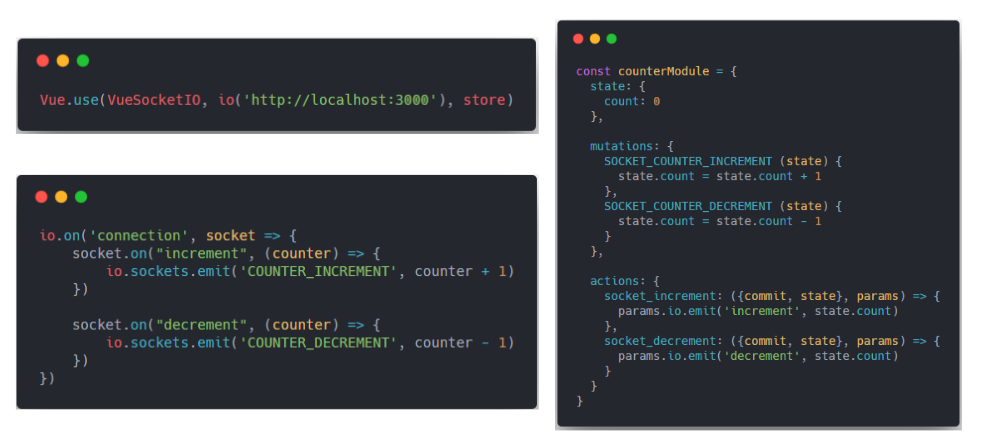 Vue.use(VueSocketIO, io('http://localhost:3000'), store)
io.on('connection', socket => {
    socket.on("increment", (counter) => {
        io.sockets.emit('COUNTER_INCREMENT', counter + 1)
    })

    socket.on("decrement", (counter) => {
        io.sockets.emit('COUNTER_DECREMENT', counter - 1)
    })
})
const counterModule = {
  state: {
    count: 0
  },

  mutations: {
    SOCKET_COUNTER_INCREMENT (state) {
      state.count = state.count + 1
    },
    SOCKET_COUNTER_DECREMENT (state) {
      state.count = state.count - 1
    }
  },

  actions: {
    socket_increment: ({commit, state}, params) => {
      params.io.emit('increment', state.count)
    },
    socket_decrement: ({commit, state}, params) => {
      params.io.emit('decrement', state.count)
    }
  }
}